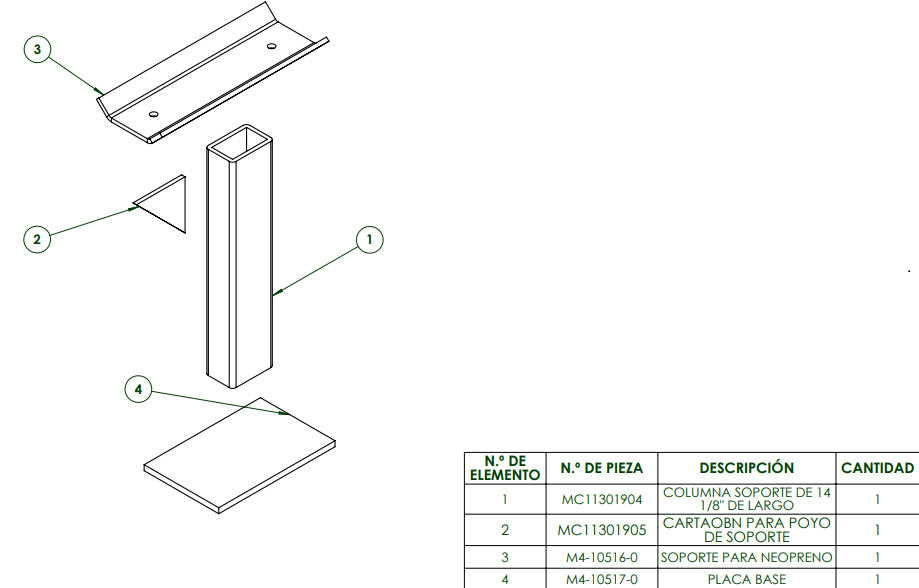 3
2
1
4
N.º DE ELEMENTO N.º DE PIEZA DESCRIPCIÓN CANTIDAD
1 MC11301904 COLUMNA SOPORTE DE 14 1/8" DE LARGO 1
2 MC11301905 CARTAOBN PARA POYO DE SOPORTE 1
3 M4-10516-0 SOPORTE PARA NEOPRENO 1
4 M4-10517-0 PLACA BASE 1